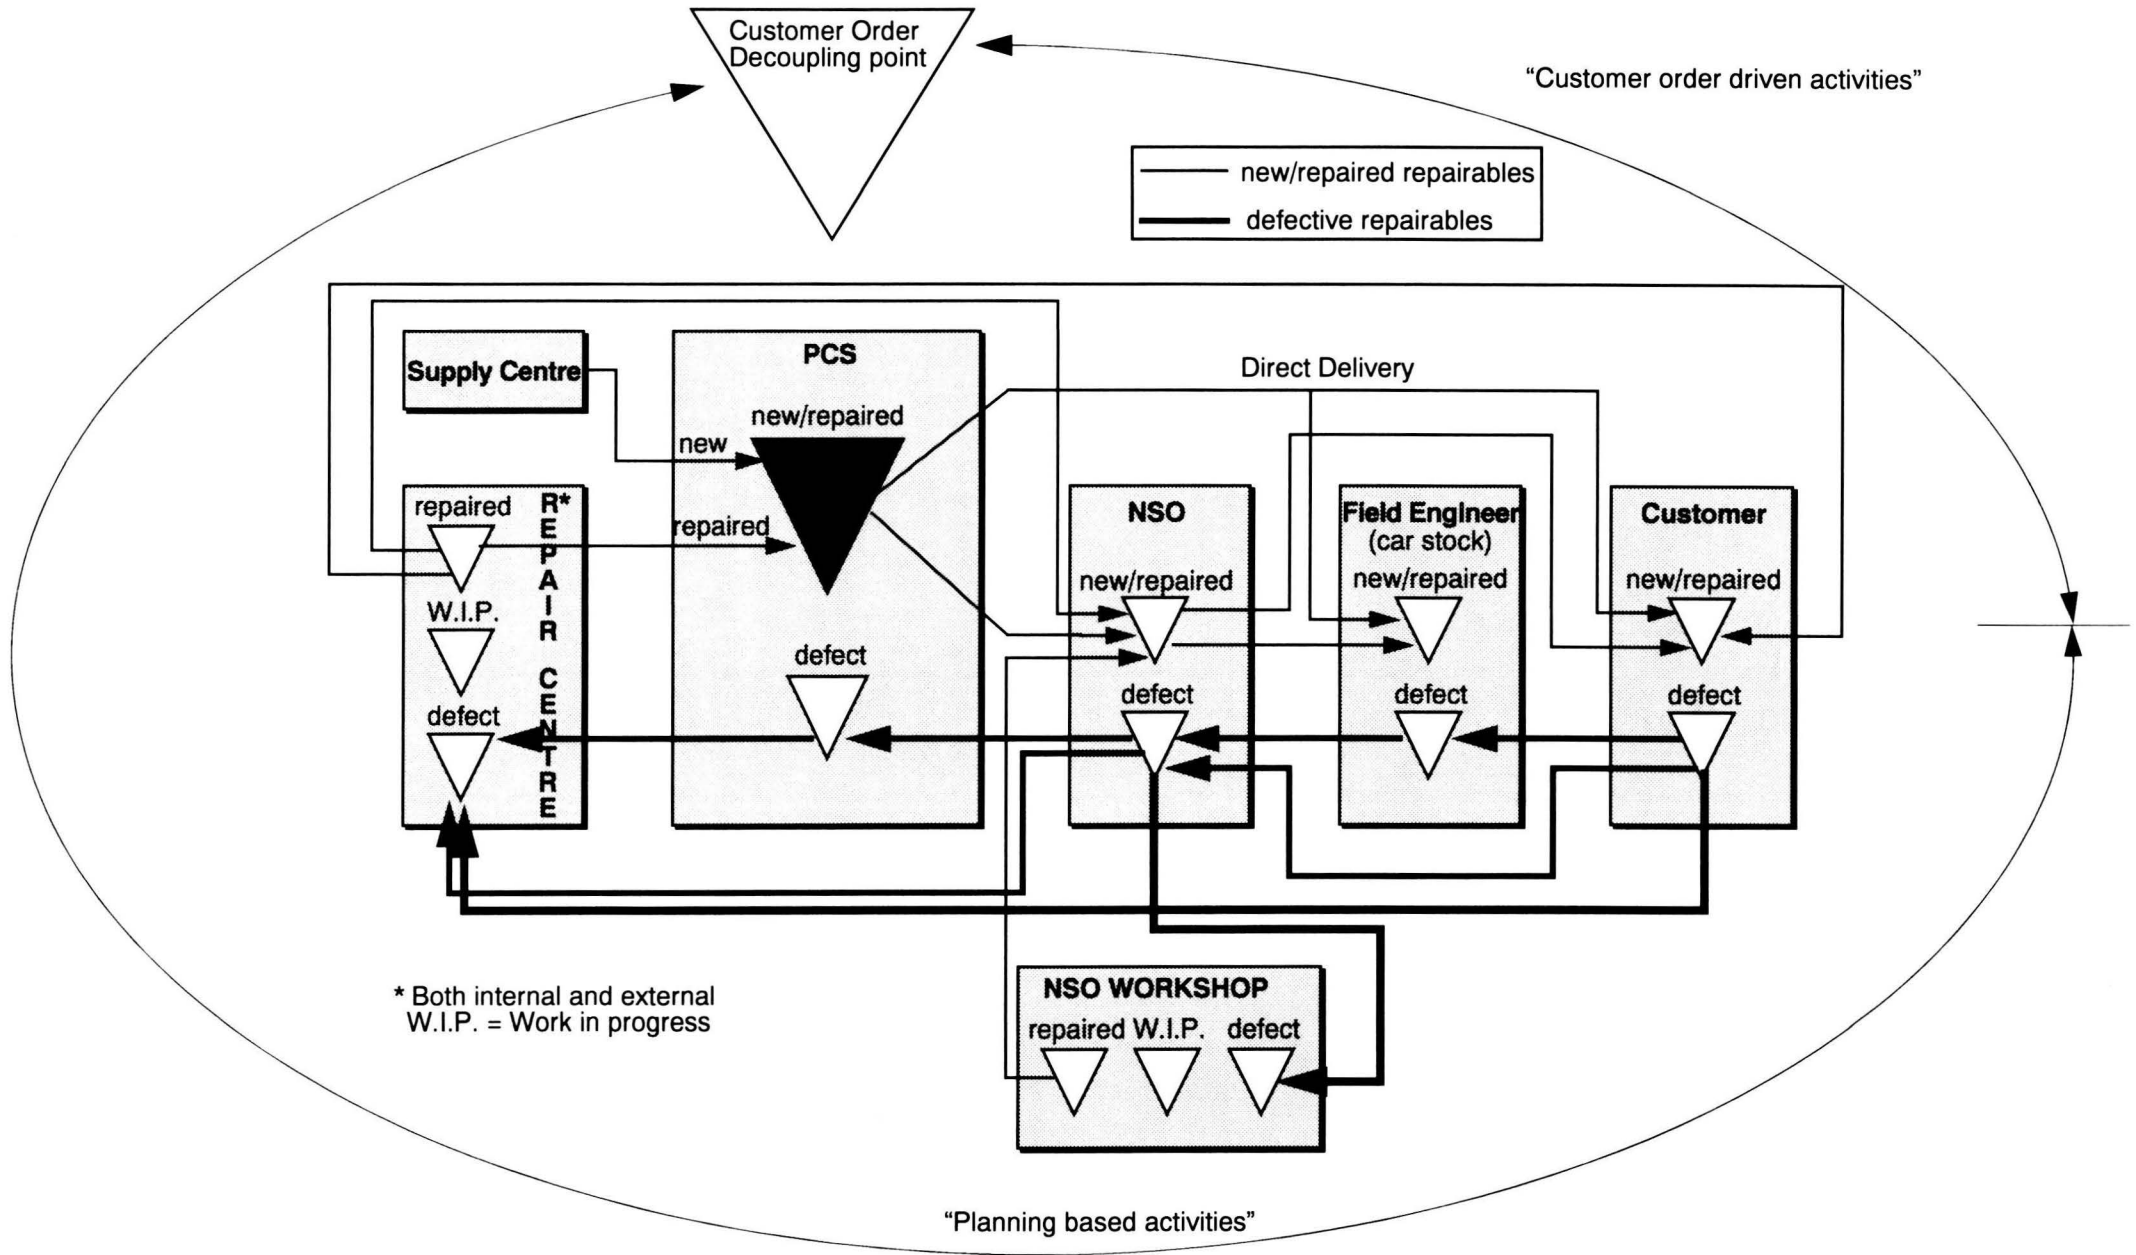 Customer Order
Decoupling point
“Customer order driven activities”
new/repaired repairables
defective repairables
Supply Centre
PCS
Direct Delivery
new/repaired
new
repaired
R*
E
P
A
I
R
C
E
N
T
R
E
repaired
W.I.P.
defect
defect
NSO
new/repaired
defect
Field Engineer
(car stock)
new/repaired
defect
Customer
new/repaired
defect
* Both internal and external
W.I.P. = Work in progress
NSO WORKSHOP
repaired W.I.P. defect
“Planning based activities”